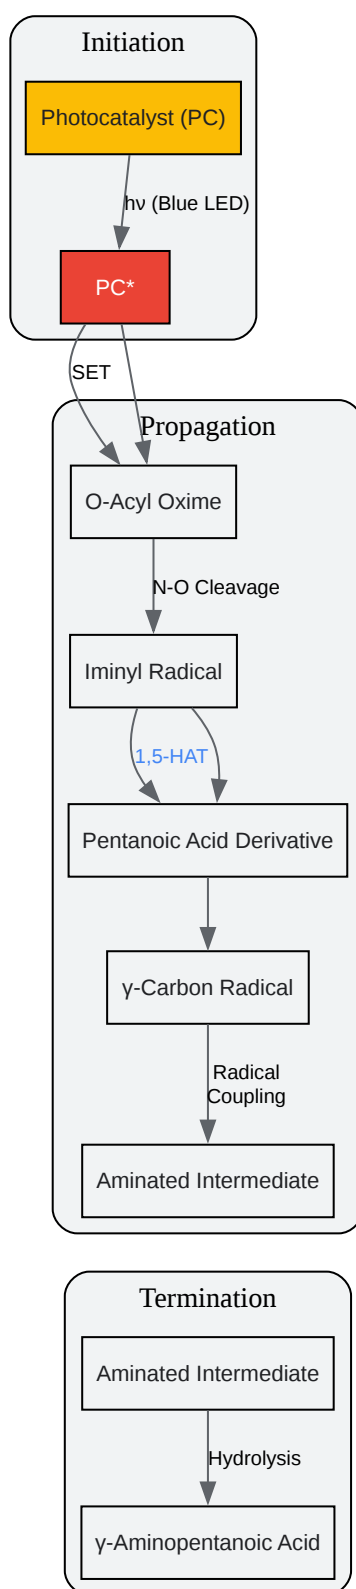 Initiation
Photocatalyst (PC)
hν (Blue LED)
PC*
SET
Propagation
O-Acyl Oxime
N-O Cleavage
Iminyl Radical
1,5-HAT
Pentanoic Acid Derivative
γ-Carbon Radical
Radical
Coupling
Aminated Intermediate
Termination
Aminated Intermediate
Hydrolysis
γ-Aminopentanoic Acid